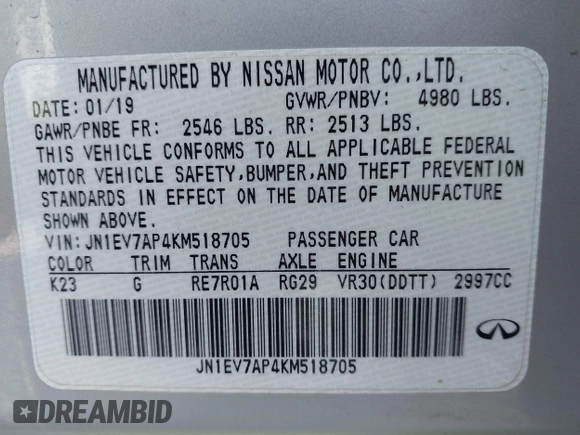 MANUFACTURED BY NISSAN MOTOR CO.,LTD.
DATE: 01/19 GVWR/PNBV: 4980 LBS.
GAWR/PNBE FR: 2546 LBS. RR: 2513 LBS.
THIS VEHICLE CONFORMS TO ALL APPLICABLE FEDERAL
MOTOR VEHICLE SAFETY,BUMPER,AND THEFT PREVENTION
STANDARDS IN EFFECT ON THE DATE OF MANUFACTURE
SHOWN ABOVE.
VIN:JN1EV7AP4KM518705 PASSENGER CAR
COLOR TRIM TRANS AXLE ENGINE
K23 G RE7R01A RG29 VR30(DDTT) 2997CC
JN1EV7AP4KM518705
DREAMBID